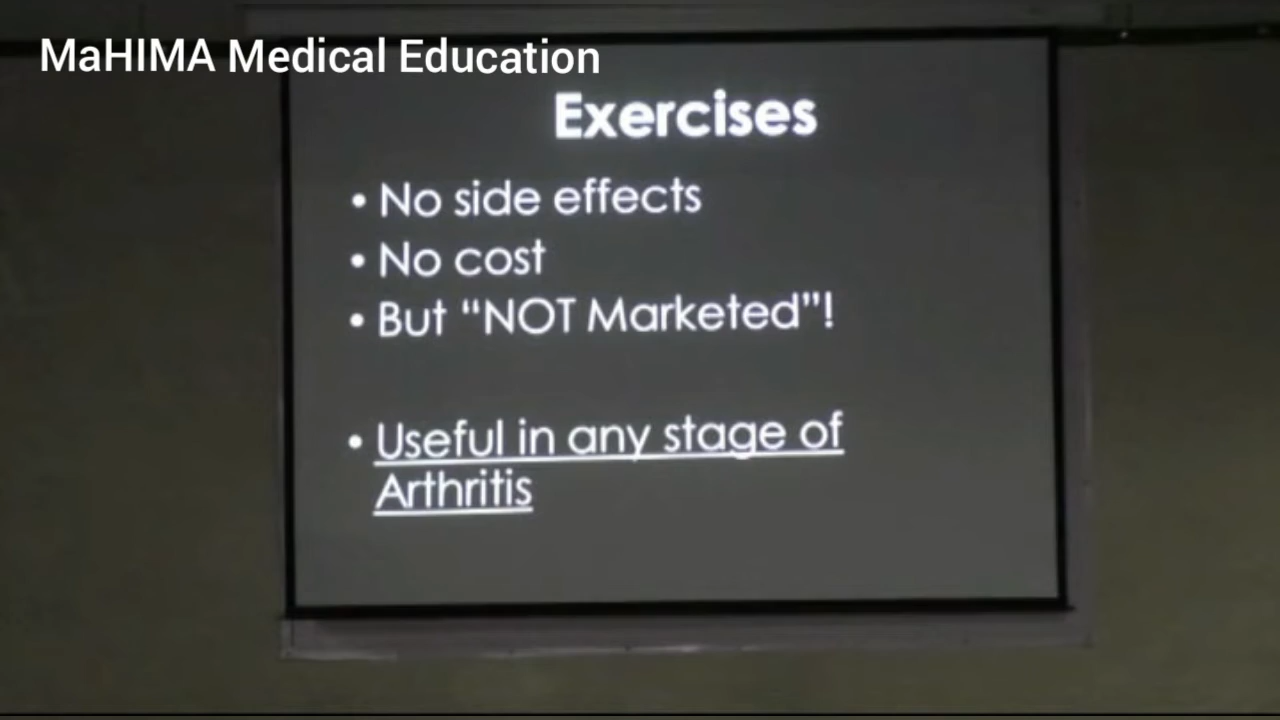 MaHIMA Medical Education
Exercises
• No side effects
• No cost
• But “NOT Marketed”!
• Useful in any stage of
Arthritis